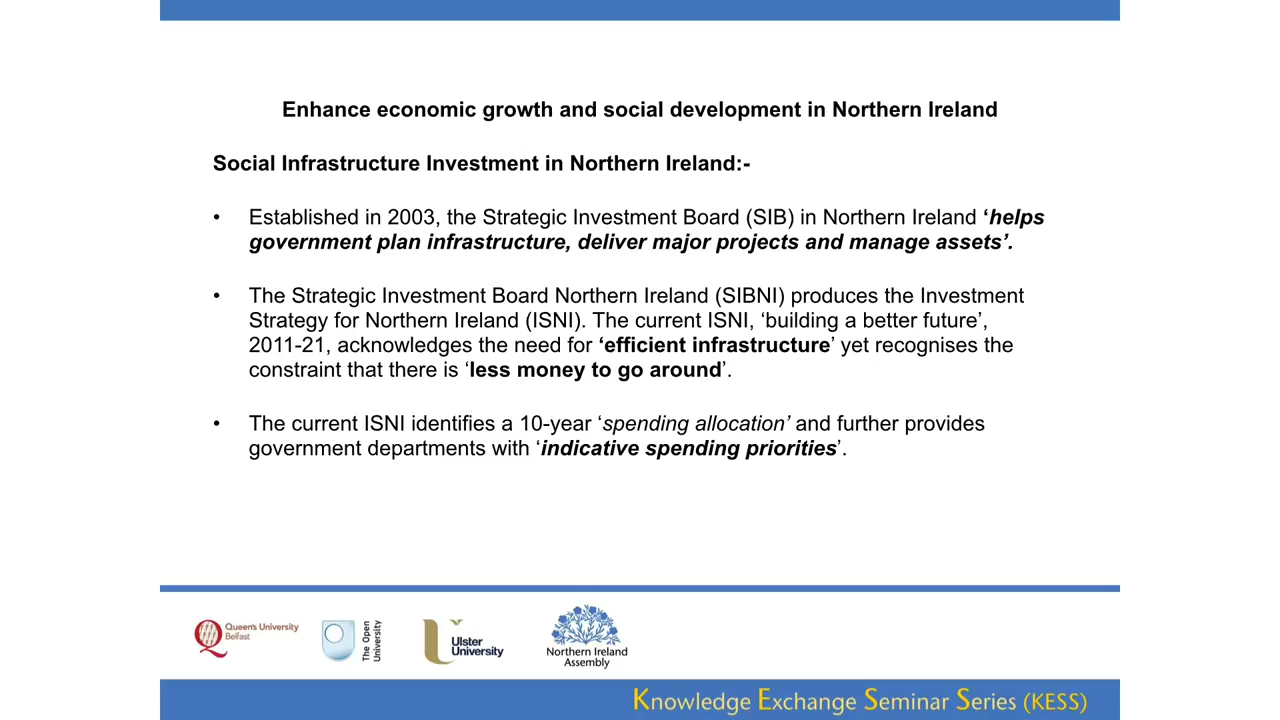 Enhance economic growth and social development in Northern Ireland
Social Infrastructure Investment in Northern Ireland:-
• Established in 2003, the Strategic Investment Board (SIB) in Northern Ireland ‘helps
government plan infrastructure, deliver major projects and manage assets’.
• The Strategic Investment Board Northern Ireland (SIBNI) produces the Investment
Strategy for Northern Ireland (ISNI). The current ISNI, ‘building a better future’,
2011-21, acknowledges the need for ‘efficient infrastructure’ yet recognises the
constraint that there is ‘less money to go around’.
• The current ISNI identifies a 10-year ‘spending allocation’ and further provides
government departments with ‘indicative spending priorities’.
Queen's University
Belfast
The Open
University
Ulster
University
Northern Ireland
Assembly
Knowledge Exchange Seminar Series (KESS)